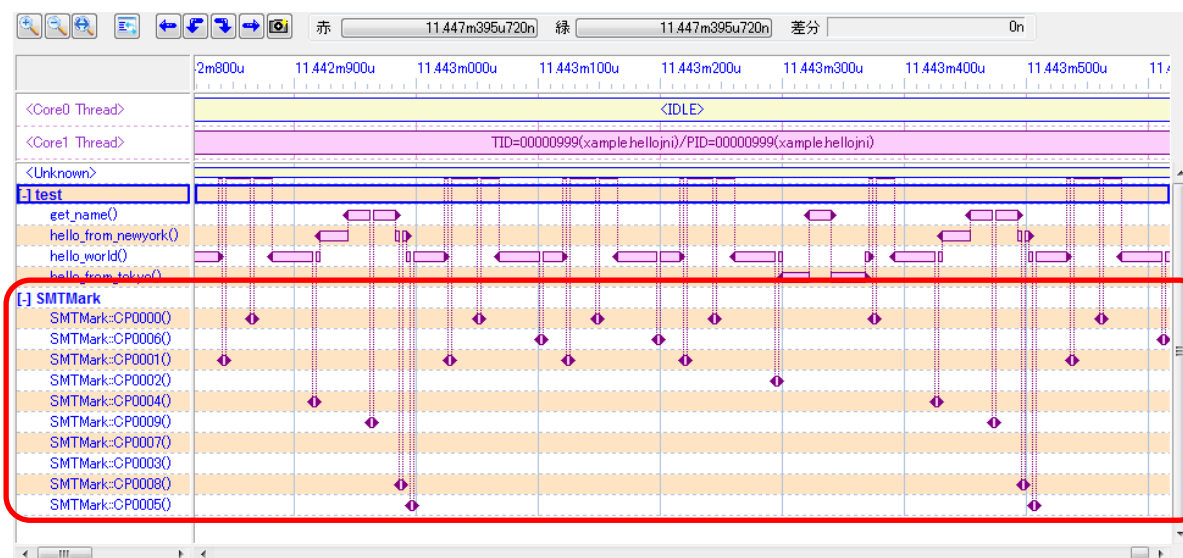 赤 11.447m395u720n 緑 11.447m395u720n 差分 0n
2m800u 11.442m900u 11.443m000u 11.443m100u 11.443m200u 11.443m300u 11.443m400u 11.443m500u
<Core0 Thread> <IDLE>
<Core1 Thread> TID=00000999(xample.hellojni)/PID=00000999(xample.hellojni)
<Unknown>
[-] test
get_name()
hello_from_newyork()
hello_world()
hello_from_tokyo()
[-] SMTMark
SMTMark::CP0000()
SMTMark::CP0006()
SMTMark::CP0001()
SMTMark::CP0002()
SMTMark::CP0004()
SMTMark::CP0009()
SMTMark::CP0007()
SMTMark::CP0003()
SMTMark::CP0008()
SMTMark::CP0005()